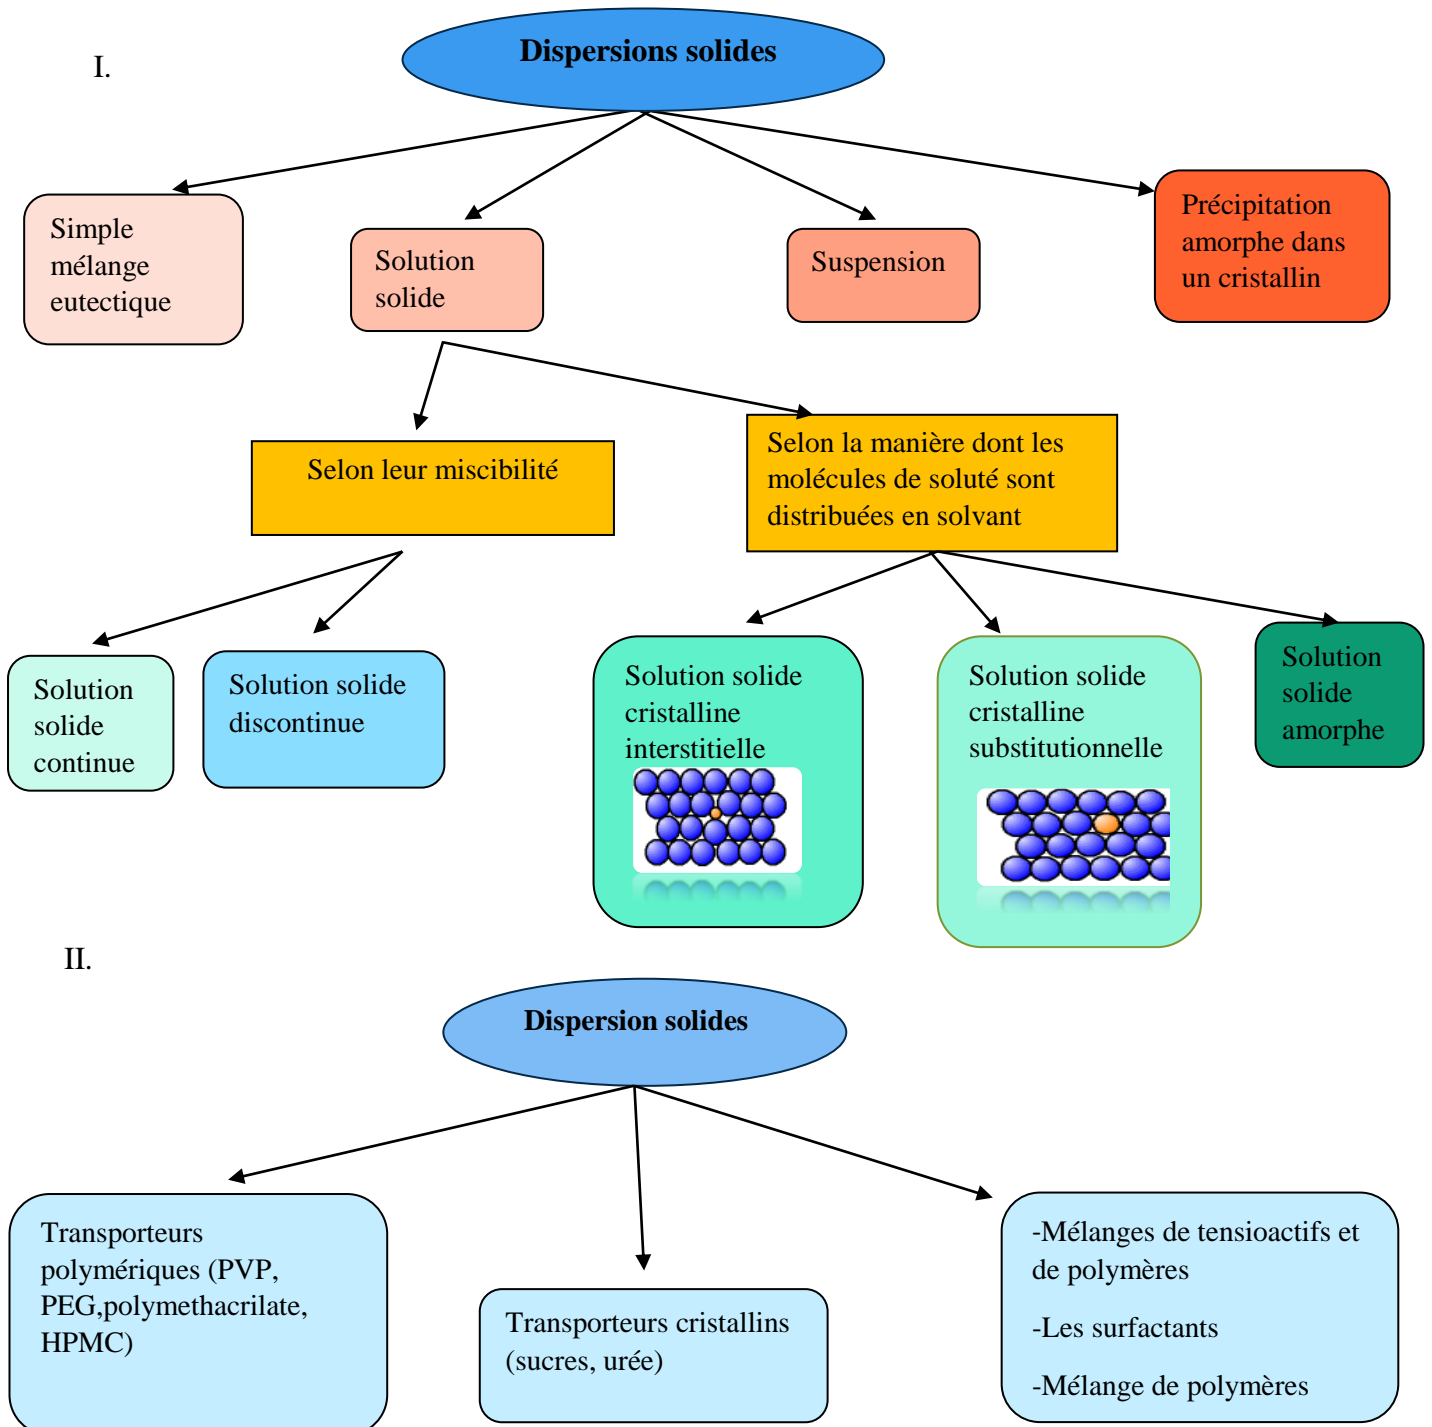 I.
Dispersions solides
Simple
mélange
eutectique
Solution
solide
Suspension
Précipitation
amorphe dans
un cristallin
Selon leur miscibilité
Selon la manière dont les
molécules de soluté sont
distribuées en solvant
Solution
solide
continue
Solution solide
discontinue
Solution solide
cristalline
interstitielle
Solution solide
cristalline
substitutionnelle
Solution
solide
amorphe
II.
Dispersion solides
Transporteurs
polymériques (PVP,
PEG,polymethacrilate,
HPMC)
Transporteurs cristallins
(sucres, urée)
-Mélanges de tensioactifs et
de polymères
-Les surfactants
-Mélange de polymères